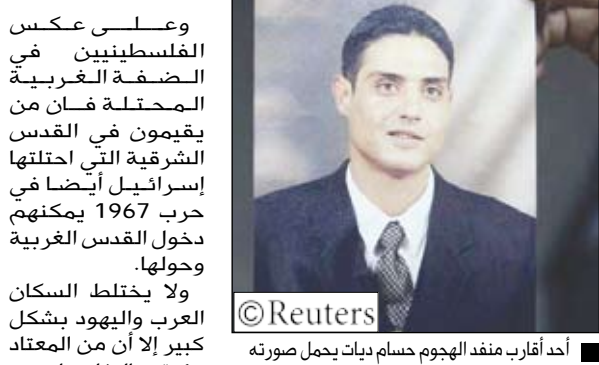 وعلى عكس
الفلسطينيين في
الضفة الغربية
المحتلة فان من
يقيمون في القدس
الشرقية التي احتلتها
إسرائيل أيضا في
حرب 1967 يمكنهم
دخول القدس الغربية
وحولها.
ولا يختلط السكان
العرب واليهود بشكل
كبير إلا أن من المعتاد
©Reuters
أحد أقارب منفد الهجوم حسام ديات يحمل صورته